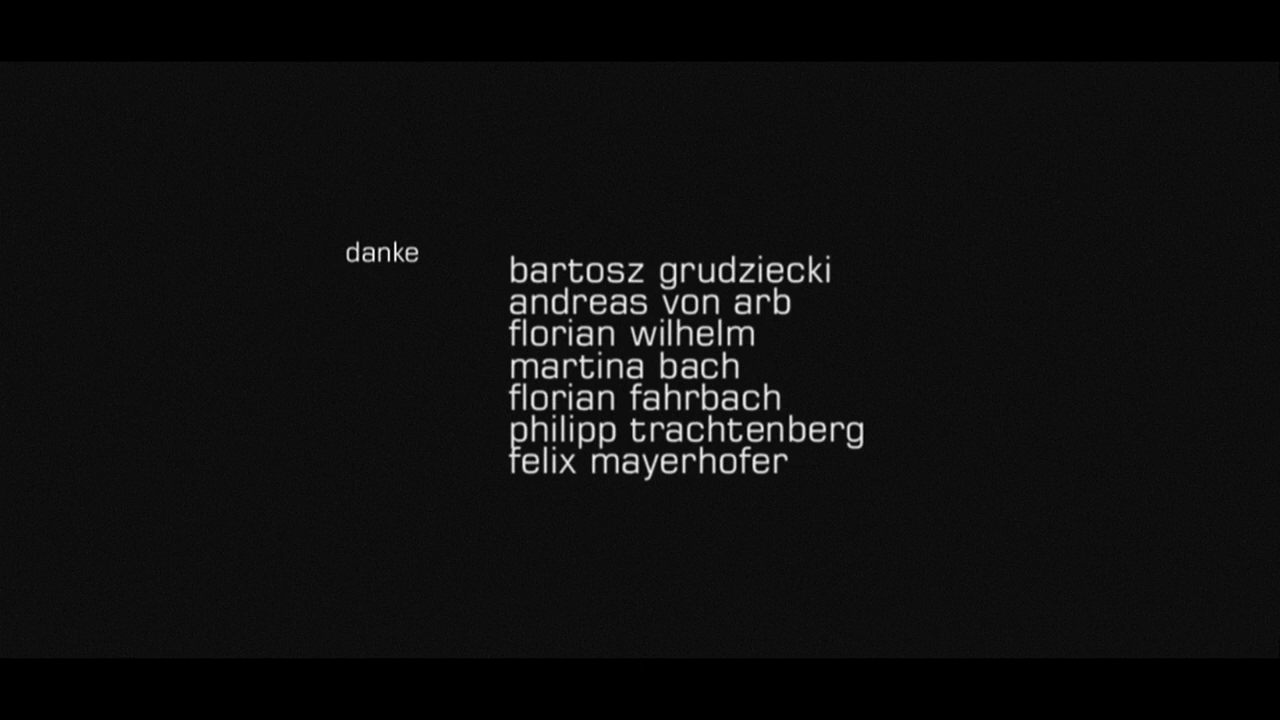 danke
bartosz grudziecki
andreas von arb
florian wilhelm
martina bach
florian fahrbach
philipp trachtenberg
felix mayerhofer